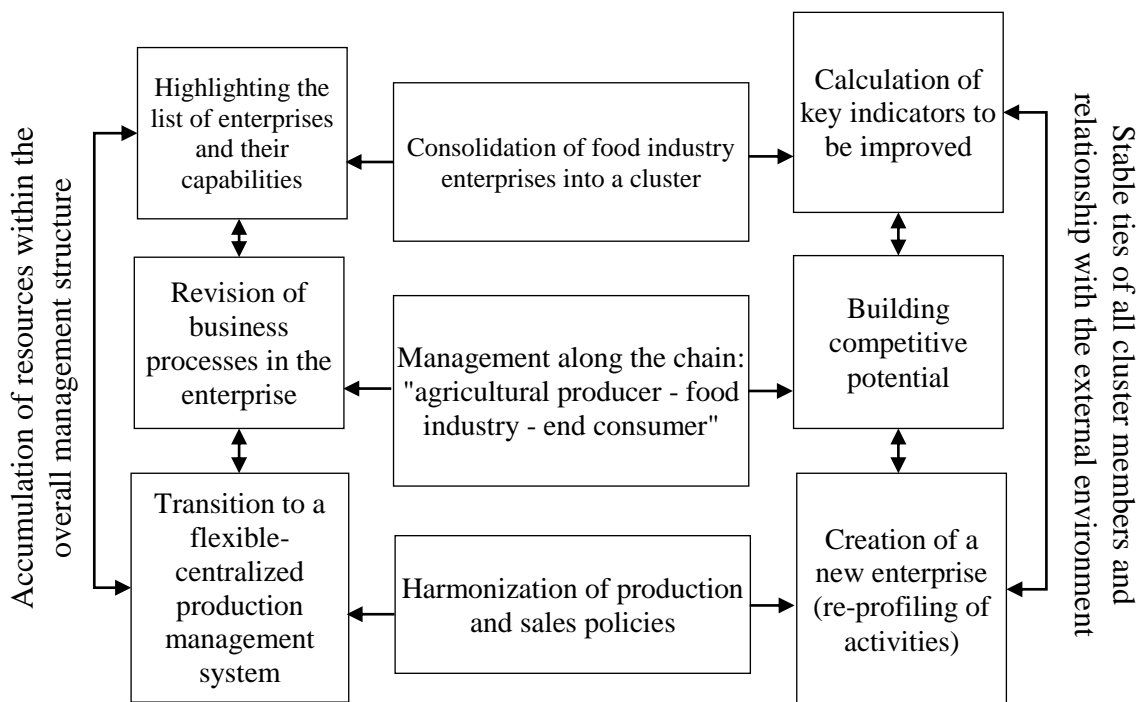 Accumulation of resources within the
overall management structure
Highlighting the
list of enterprises
and their
capabilities
Consolidation of food industry
enterprises into a cluster
Calculation of
key indicators to
be improved
Revision of
business
processes in the
enterprise
Management along the chain:
"agricultural producer - food
industry - end consumer"
Building
competitive
potential
Transition to a
flexible-
centralized
production
management
system
Harmonization of production
and sales policies
Creation of a
new enterprise
(re-profiling of
activities)
Stable ties of all cluster members and
relationship with the external environment